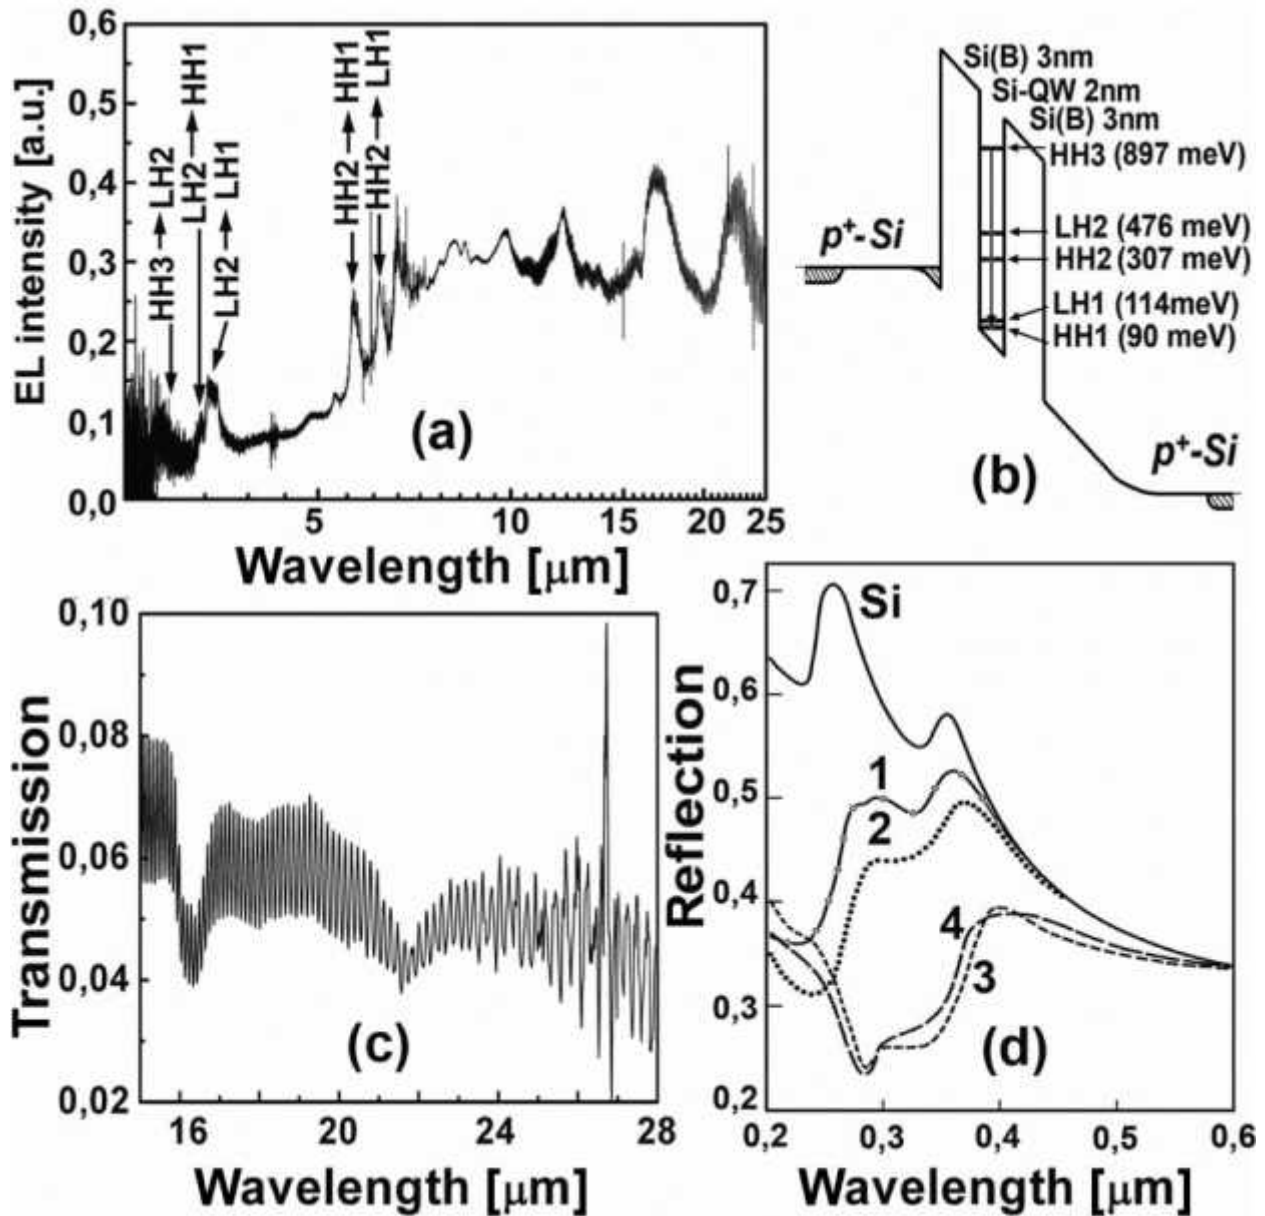 0,6
0,5
0,4
0,3
0,2
0,1
0,0
EL intensity [a.u.]
HH3 → LH2
LH2 → HH1
LH2 → LH1
HH2 → HH1
HH2 → LH1
(a)
5 10 15 20 25
Wavelength [μm]
Si(B) 3nm
Si-QW 2nm
Si(B) 3nm
HH3 (897 meV)
LH2 (476 meV)
HH2 (307 meV)
LH1 (114meV)
HH1 (90 meV)
p⁺-Si
p⁺-Si
(b)
0,10
0,08
0,06
0,04
0,02
Transmission
(c)
16 20 24 28
Wavelength [μm]
0,7
0,6
0,5
0,4
0,3
0,2
Reflection
Si
1
2
4
3
(d)
0,2 0,3 0,4 0,5 0,6
Wavelength [μm]